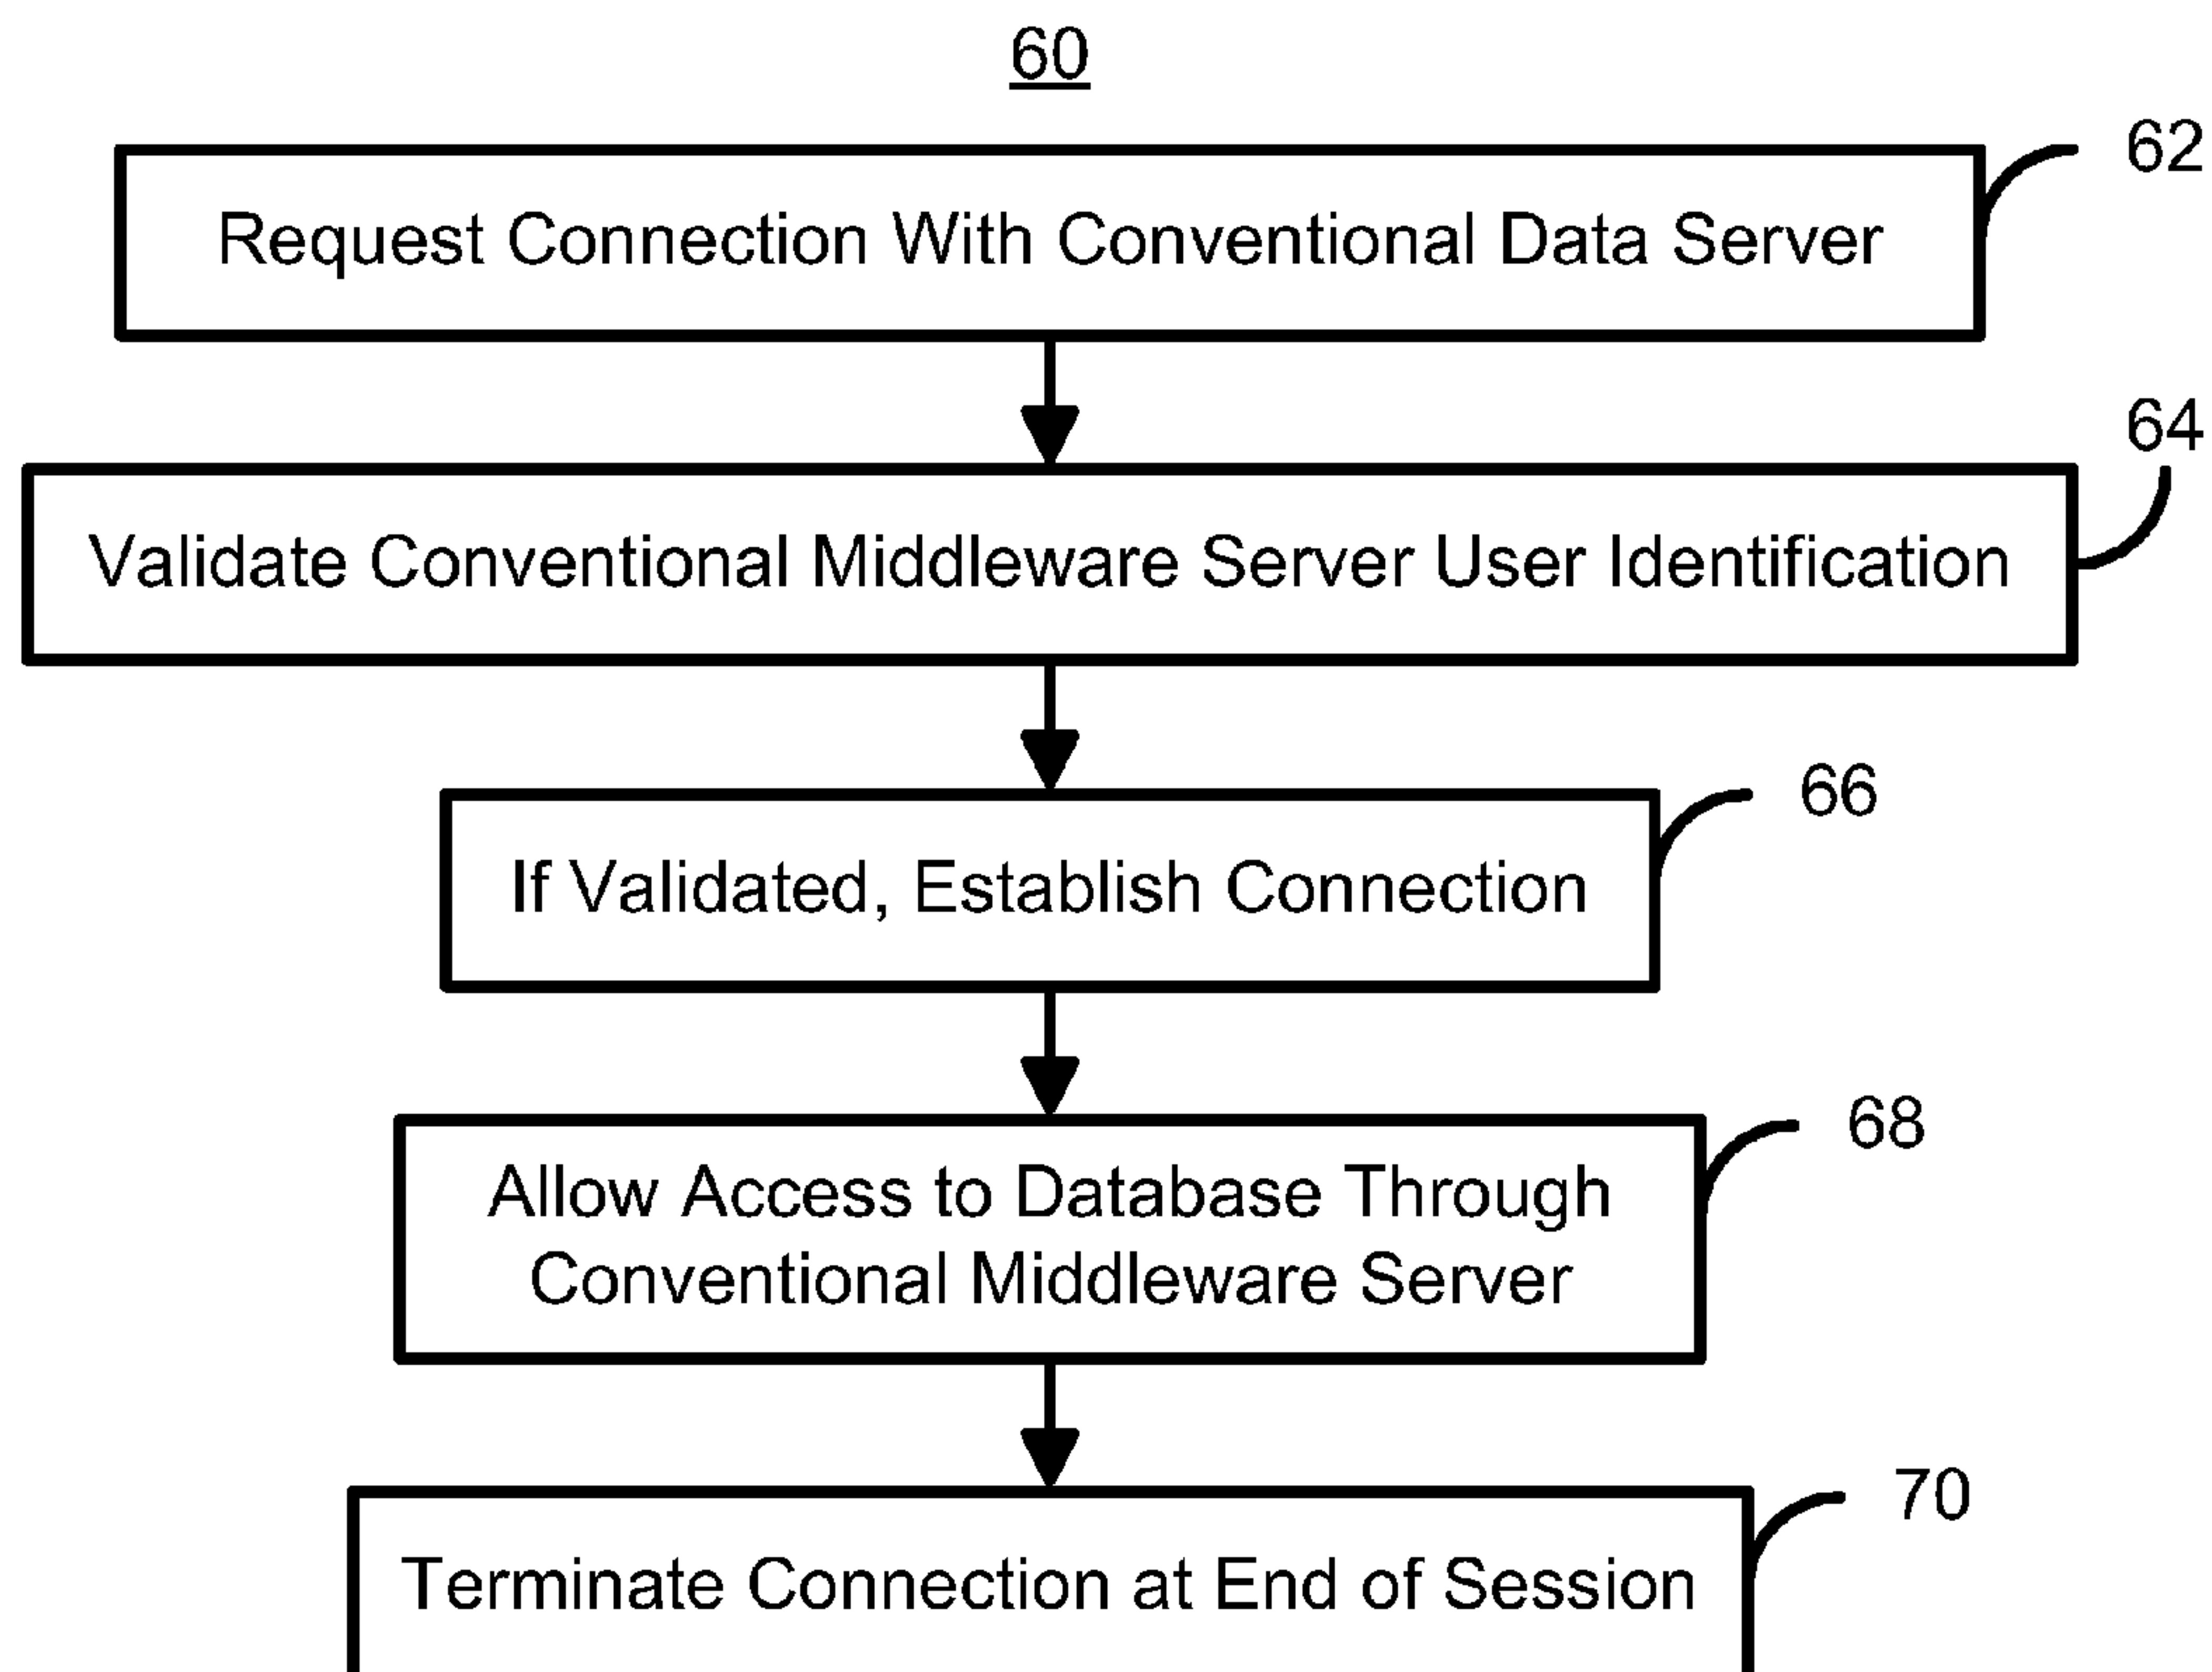 60
62
Request Connection With Conventional Data Server
64
Validate Conventional Middleware Server User Identification
66
If Validated, Establish Connection
68
Allow Access to Database Through
Conventional Middleware Server
70
Terminate Connection at End of Session